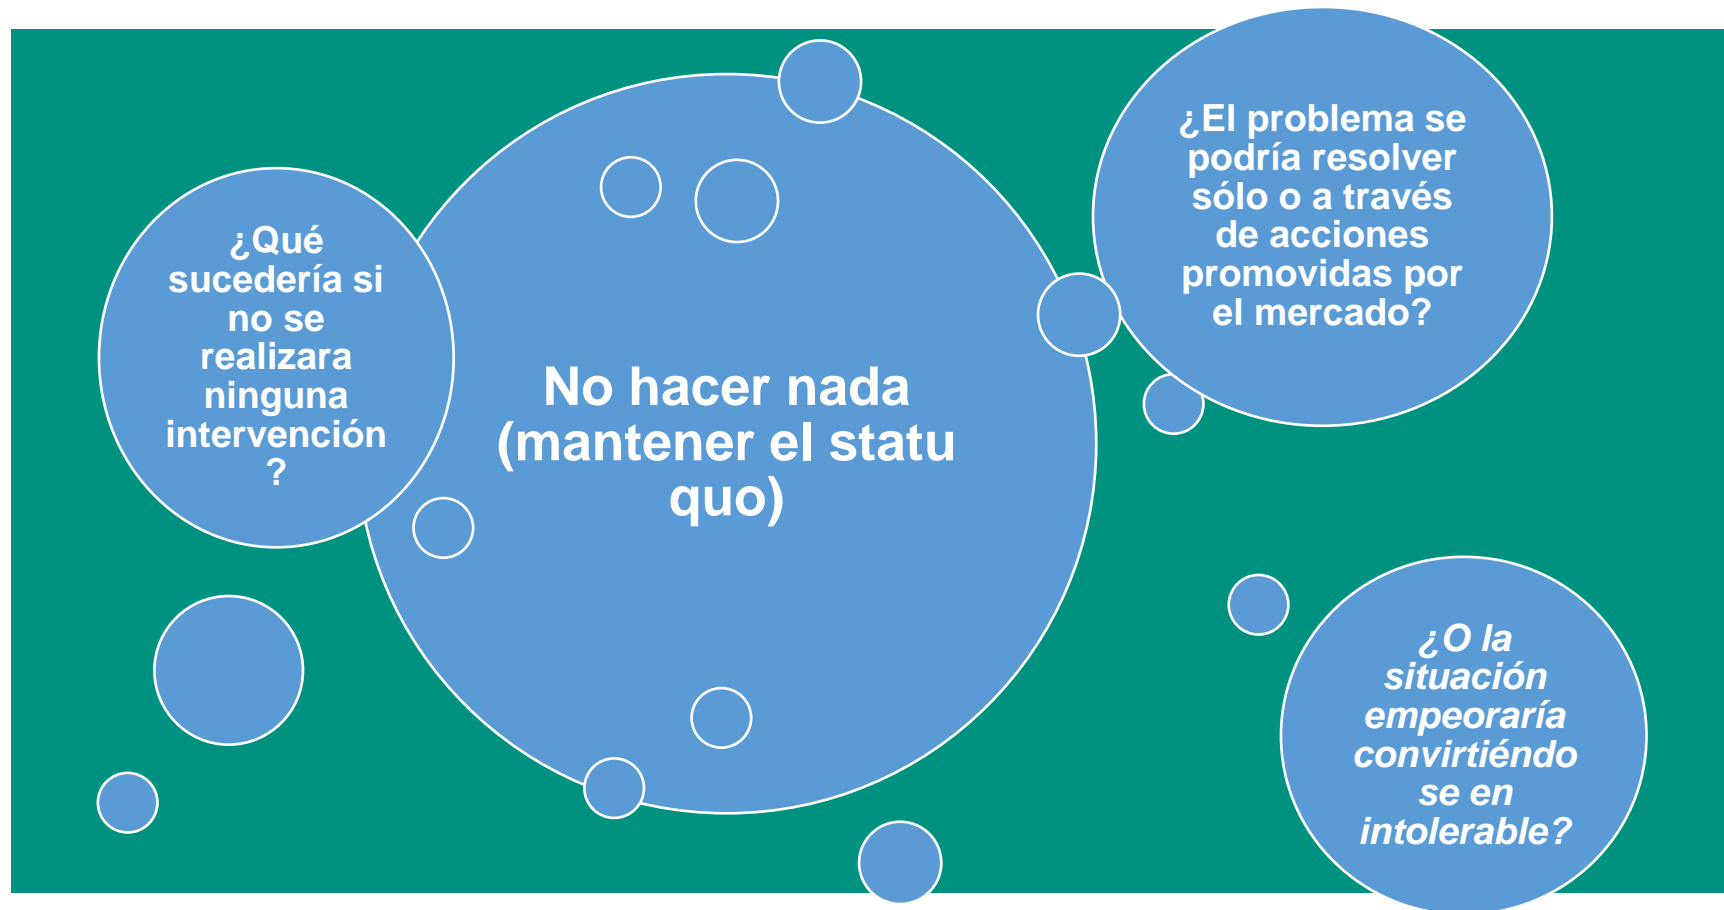 ¿Qué
sucedería si
no se
realizara
ninguna
intervención
?
No hacer nada
(mantener el statu
quo)
¿El problema se
podría resolver
sólo o a través
de acciones
promovidas por
el mercado?
¿O la
situación
empeoraría
convirtiéndo
se en
intolerable?